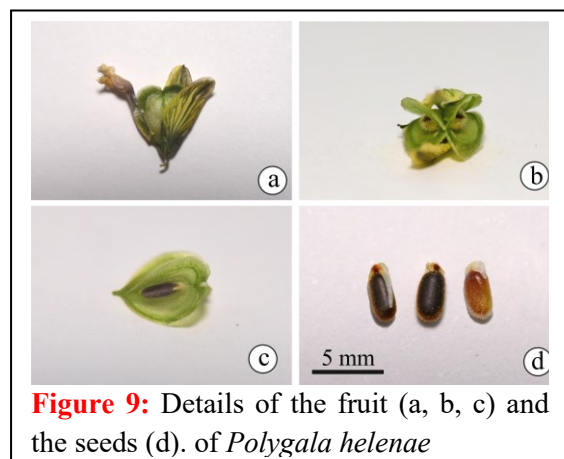 a
b
c
5 mm
d
Figure 9: Details of the fruit (a, b, c) and
the seeds (d). of Polygala helenae